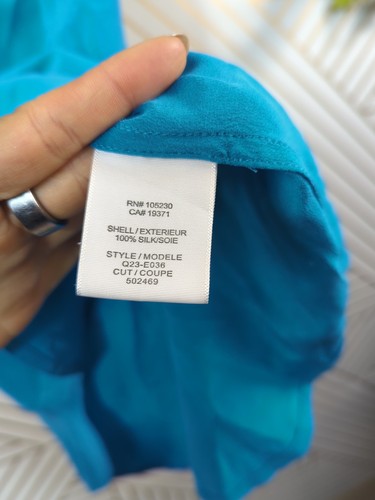 RN# 105230
CA# 19371
SHELL / EXTERIEUR
100% SILK/SOIE
STYLE / MODELE
Q23-E036
CUT / COUPE
502469